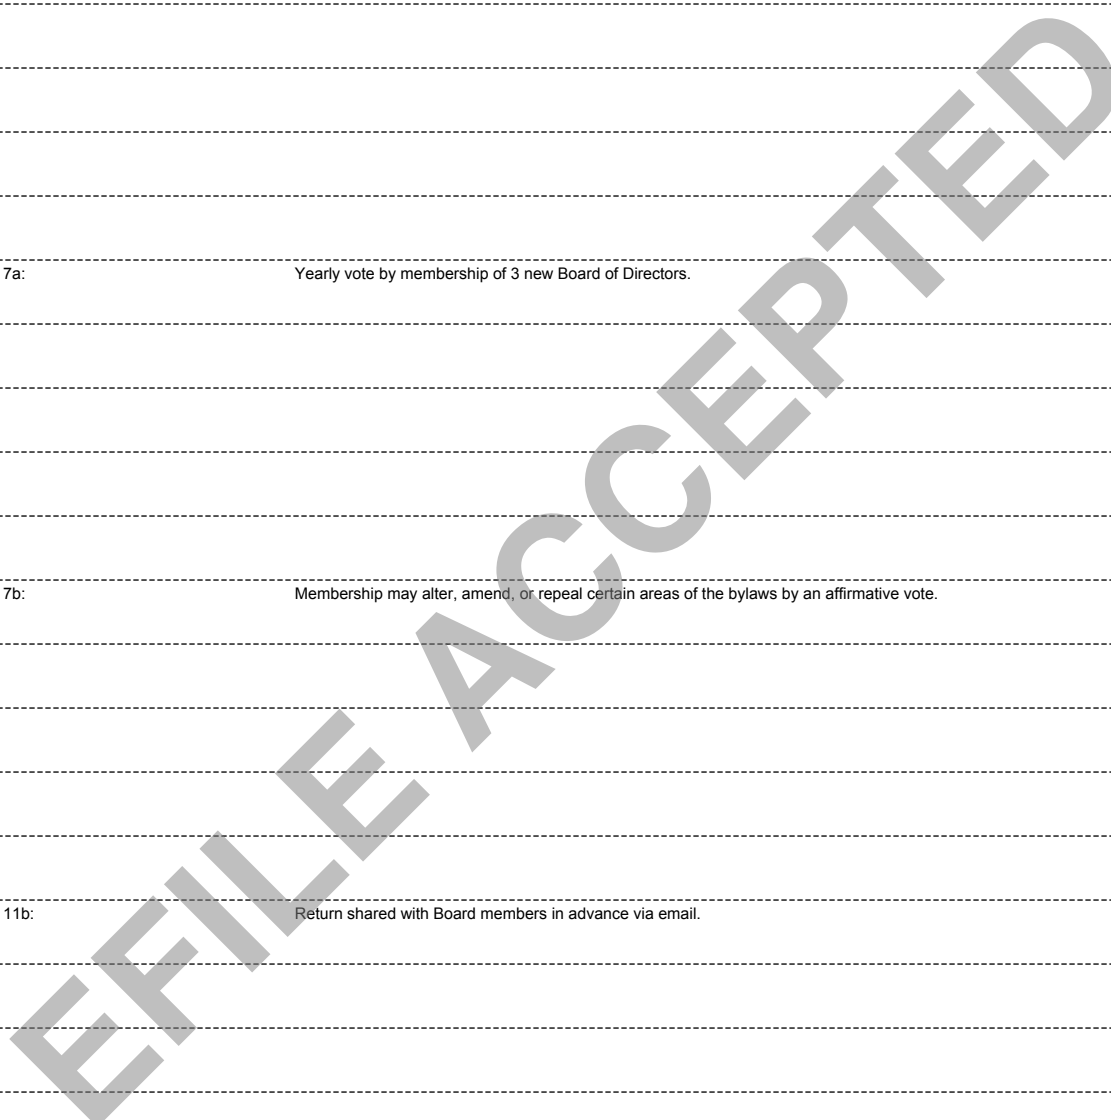 7a: Yearly vote by membership of 3 new Board of Directors.
7b: Membership may alter, amend, or repeal certain areas of the bylaws by an affirmative vote.
11b: Return shared with Board members in advance via email.
EFILE ACCEPTED